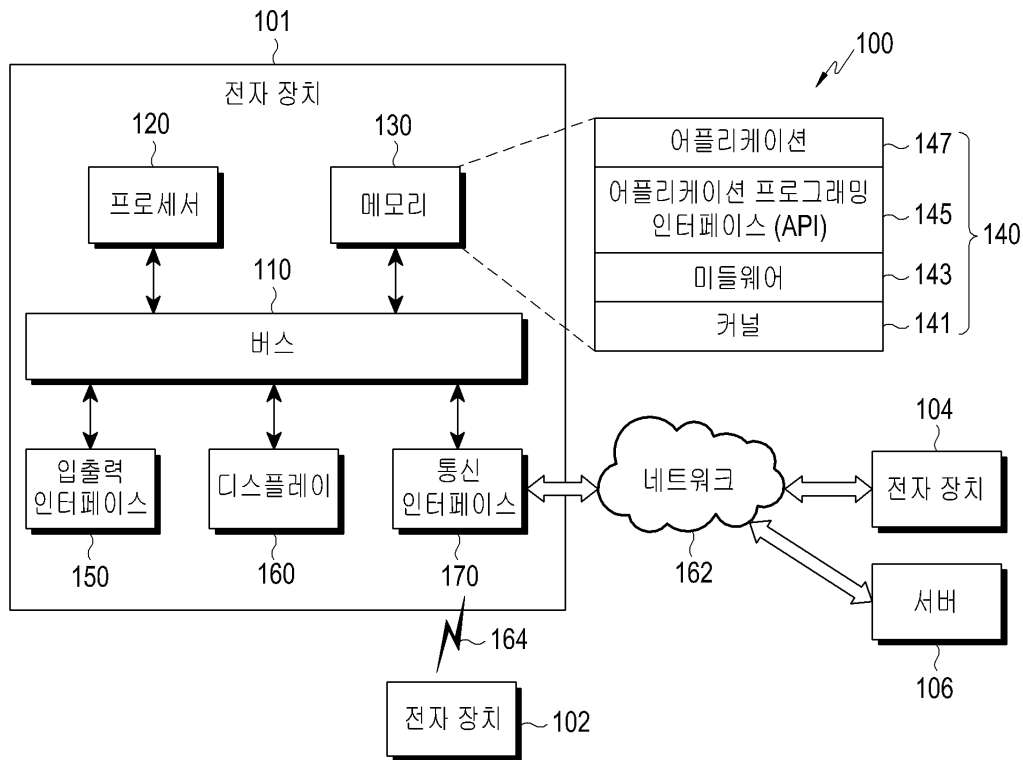 101
100
전자 장치
120
130
프로세서
메모리
어플리케이션
147
어플리케이션 프로그래밍
인터페이스 (API)
145
140
미들웨어
143
커널
141
110
버스
입출력
인터페이스
디스플레이
통신
인터페이스
150
160
170
네트워크
162
104
전자 장치
서버
106
164
전자 장치
102